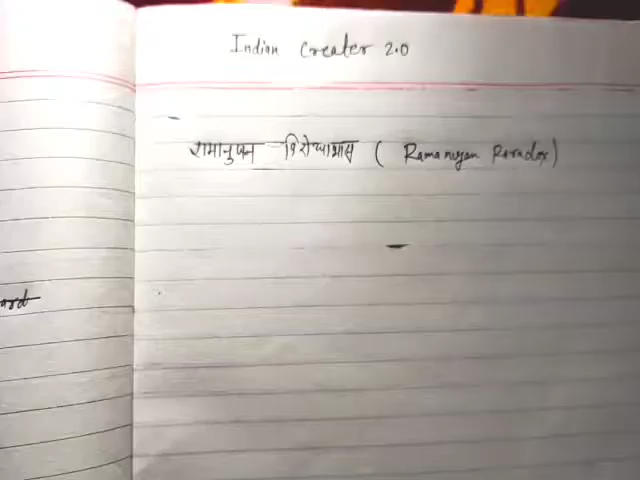 Indian Creater 2.0
रामानुजन विरोधाभास ( Ramanujan Paradox )